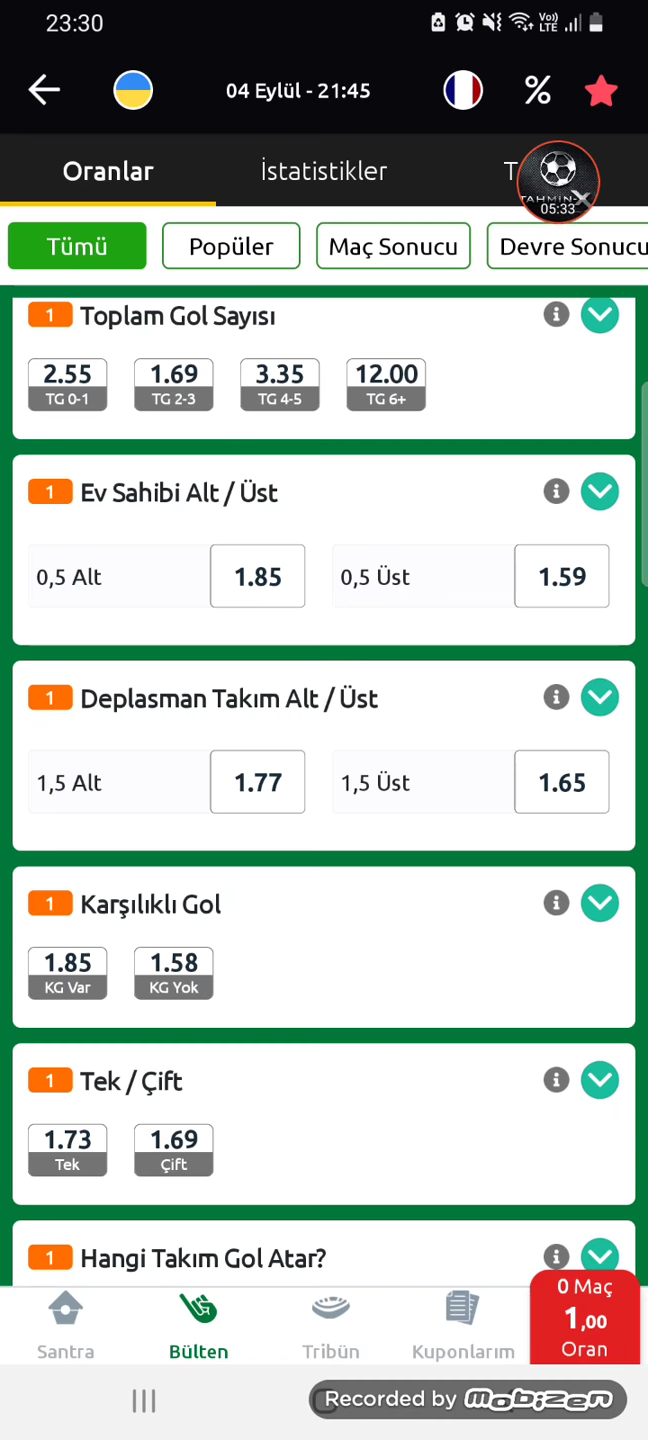 23:30
Vo))
LTE
04 Eylül - 21:45
%
Oranlar
İstatistikler
T
TAHMİN-X
05:33
Tümü
Popüler
Maç Sonucu
Devre Sonucu
1 Toplam Gol Sayısı
2.55 1.69 3.35 12.00
TG 0-1 TG 2-3 TG 4-5 TG 6+
1 Ev Sahibi Alt / Üst
0,5 Alt 1.85 0,5 Üst 1.59
1 Deplasman Takım Alt / Üst
1,5 Alt 1.77 1,5 Üst 1.65
1 Karşılıklı Gol
1.85 1.58
KG Var KG Yok
1 Tek / Çift
1.73 1.69
Tek Çift
1 Hangi Takım Gol Atar?
0 Maç
1,00
Oran
Santra Bülten Tribün Kuponlarım
Recorded by mobizen